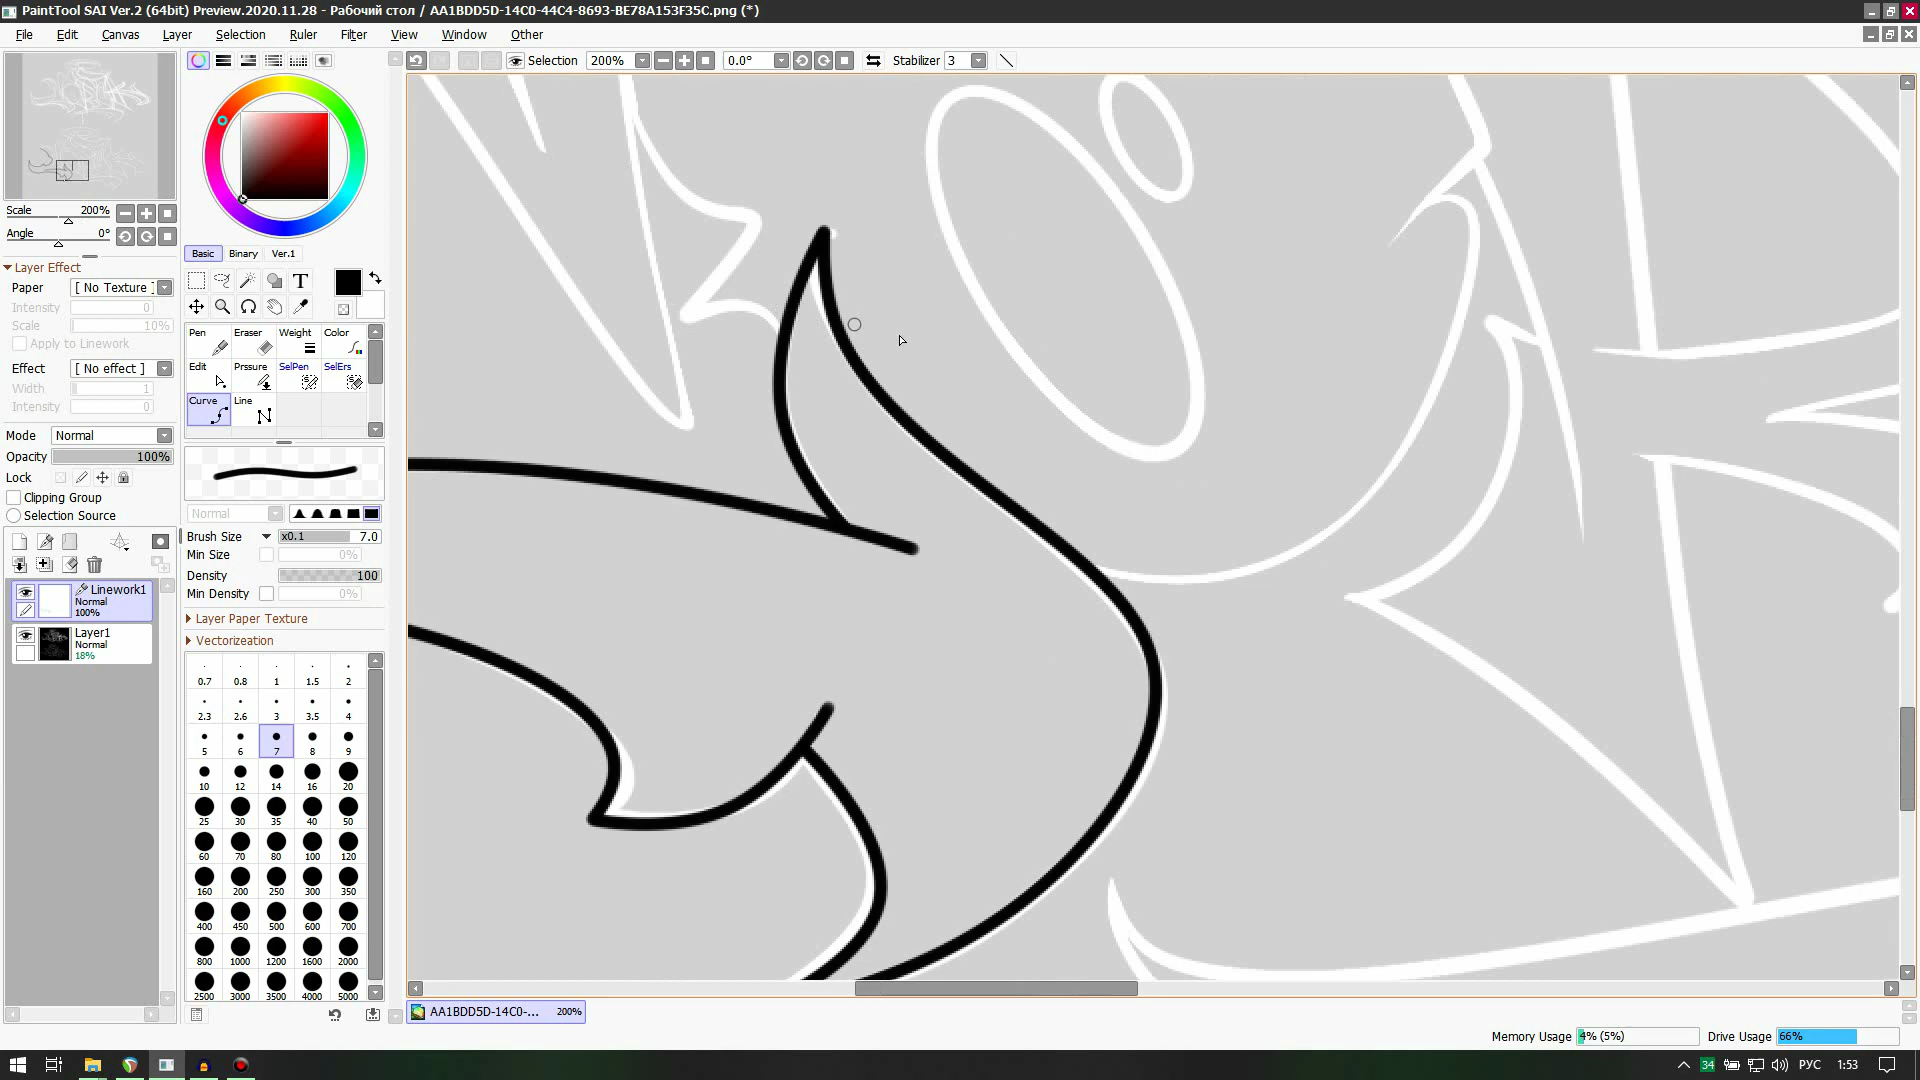 PaintTool SAI Ver.2 (64bit) Preview.2020.11.28 - Рабочий стол / AA1BDD5D-14C0-44C4-8693-BE78A153F35C.png (*)
File Edit Canvas Layer Selection Ruler Filter View Window Other
Selection 200% 0.0° Stabilizer 3
Scale 200%
Angle 0°
Layer Effect
Paper [ No Texture ]
Intensity 0
Scale 10%
Apply to Linework
Effect [ No effect ]
Width 1
Intensity 0
Mode Normal
Opacity 100%
Lock
Clipping Group
Selection Source
Linework1
Normal
100%
Layer1
Normal
18%
Basic Binary Ver.1
T
Pen Eraser Weight Color
Edit Prssure SelPen SelErs
Curve Line
Normal
Brush Size x0.1 7.0
Min Size 0%
Density 100
Min Density 0%
Layer Paper Texture
Vectorizeation
0.7 0.8 1 1.5 2
2.3 2.6 3 3.5 4
5 6 7 8 9
10 12 14 16 20
25 30 35 40 50
60 70 80 100 120
160 200 250 300 350
400 450 500 600 700
800 1000 1200 1600 2000
2500 3000 3500 4000 5000
AA1BDD5D-14C0-... 200%
Memory Usage 4% (5%) Drive Usage 66%
34 РУС 1:53